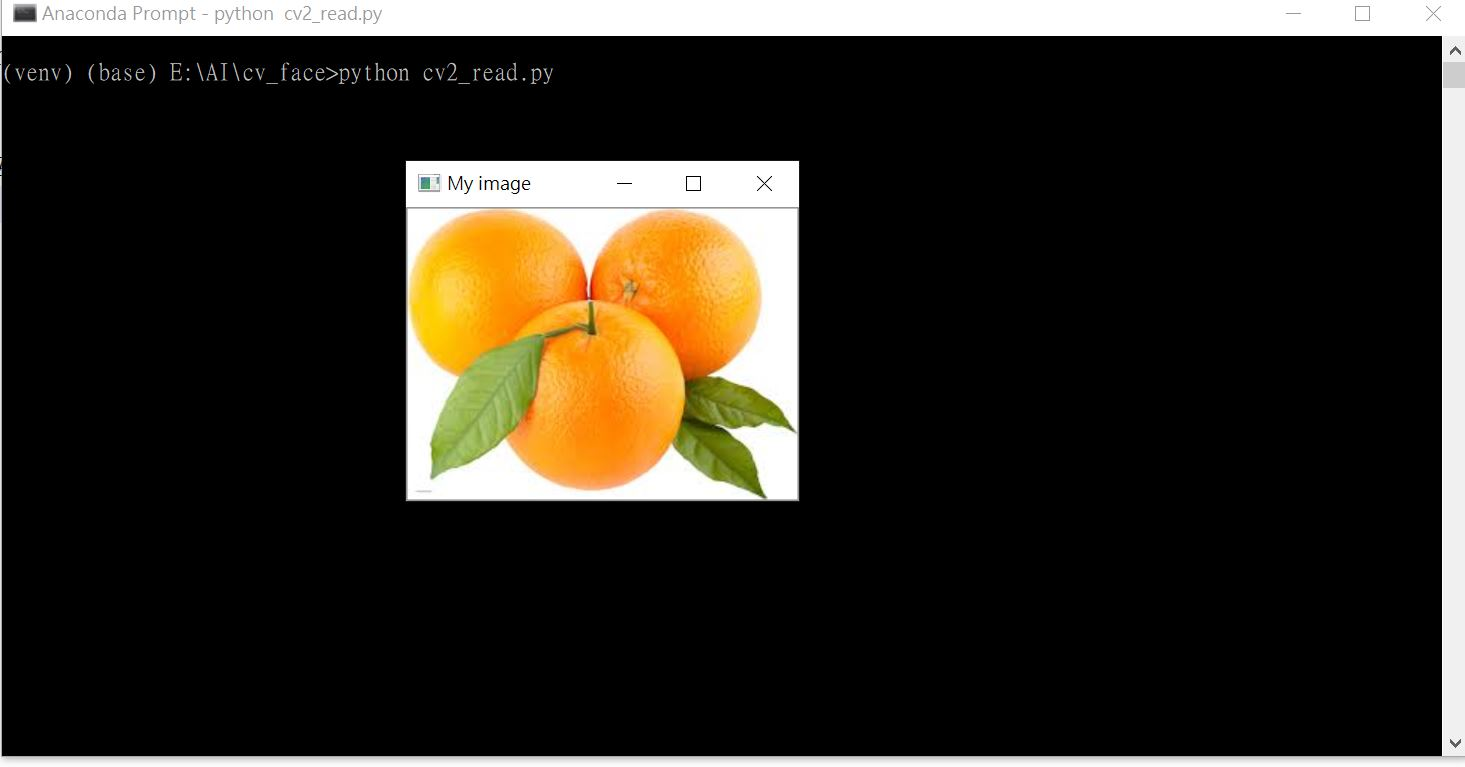 Anaconda Prompt - python  cv2_read.py
(venv) (base) E:\AI\cv_face>python cv2_read.py
My image